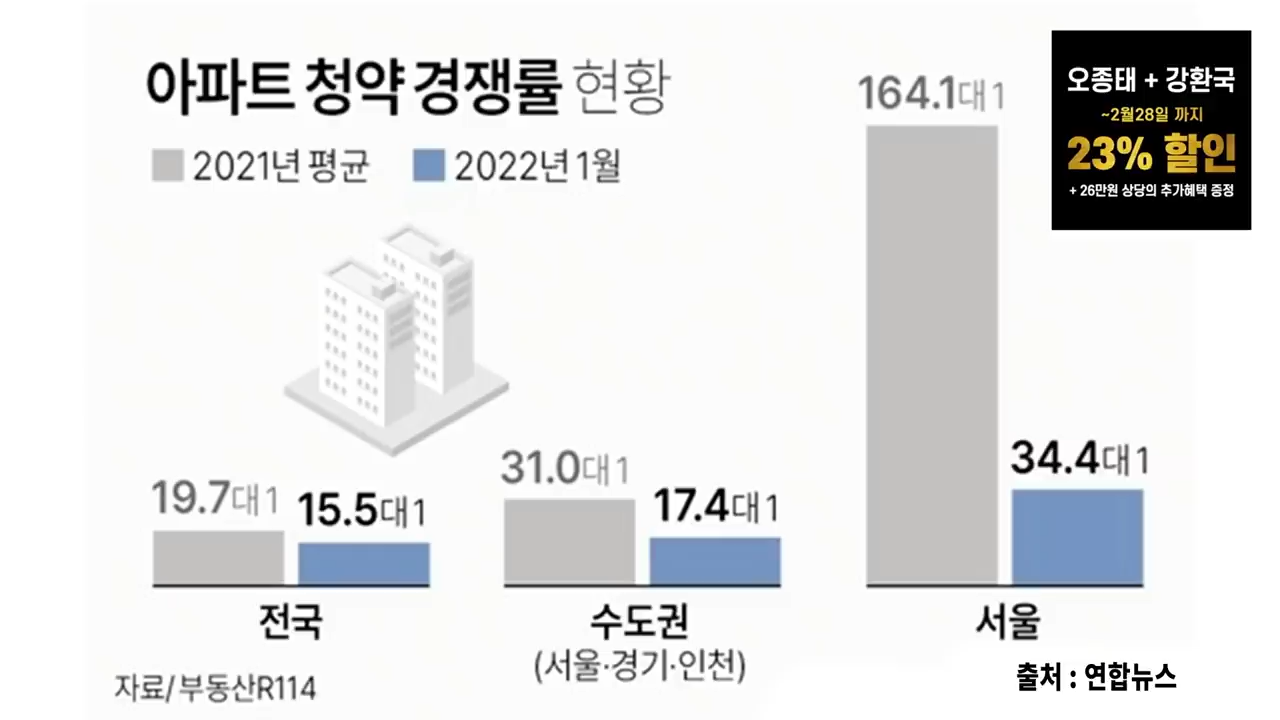 아파트 청약 경쟁률 현황
2021년 평균 2022년 1월
오종태 + 강환국
~2월28일 까지
23% 할인
+ 26만원 상당의 추가혜택 증정
19.7대 1
15.5대 1
31.0대 1
17.4대 1
164.1대 1
34.4대 1
전국
수도권
(서울·경기·인천)
서울
자료/ 부동산R114
출처 : 연합뉴스